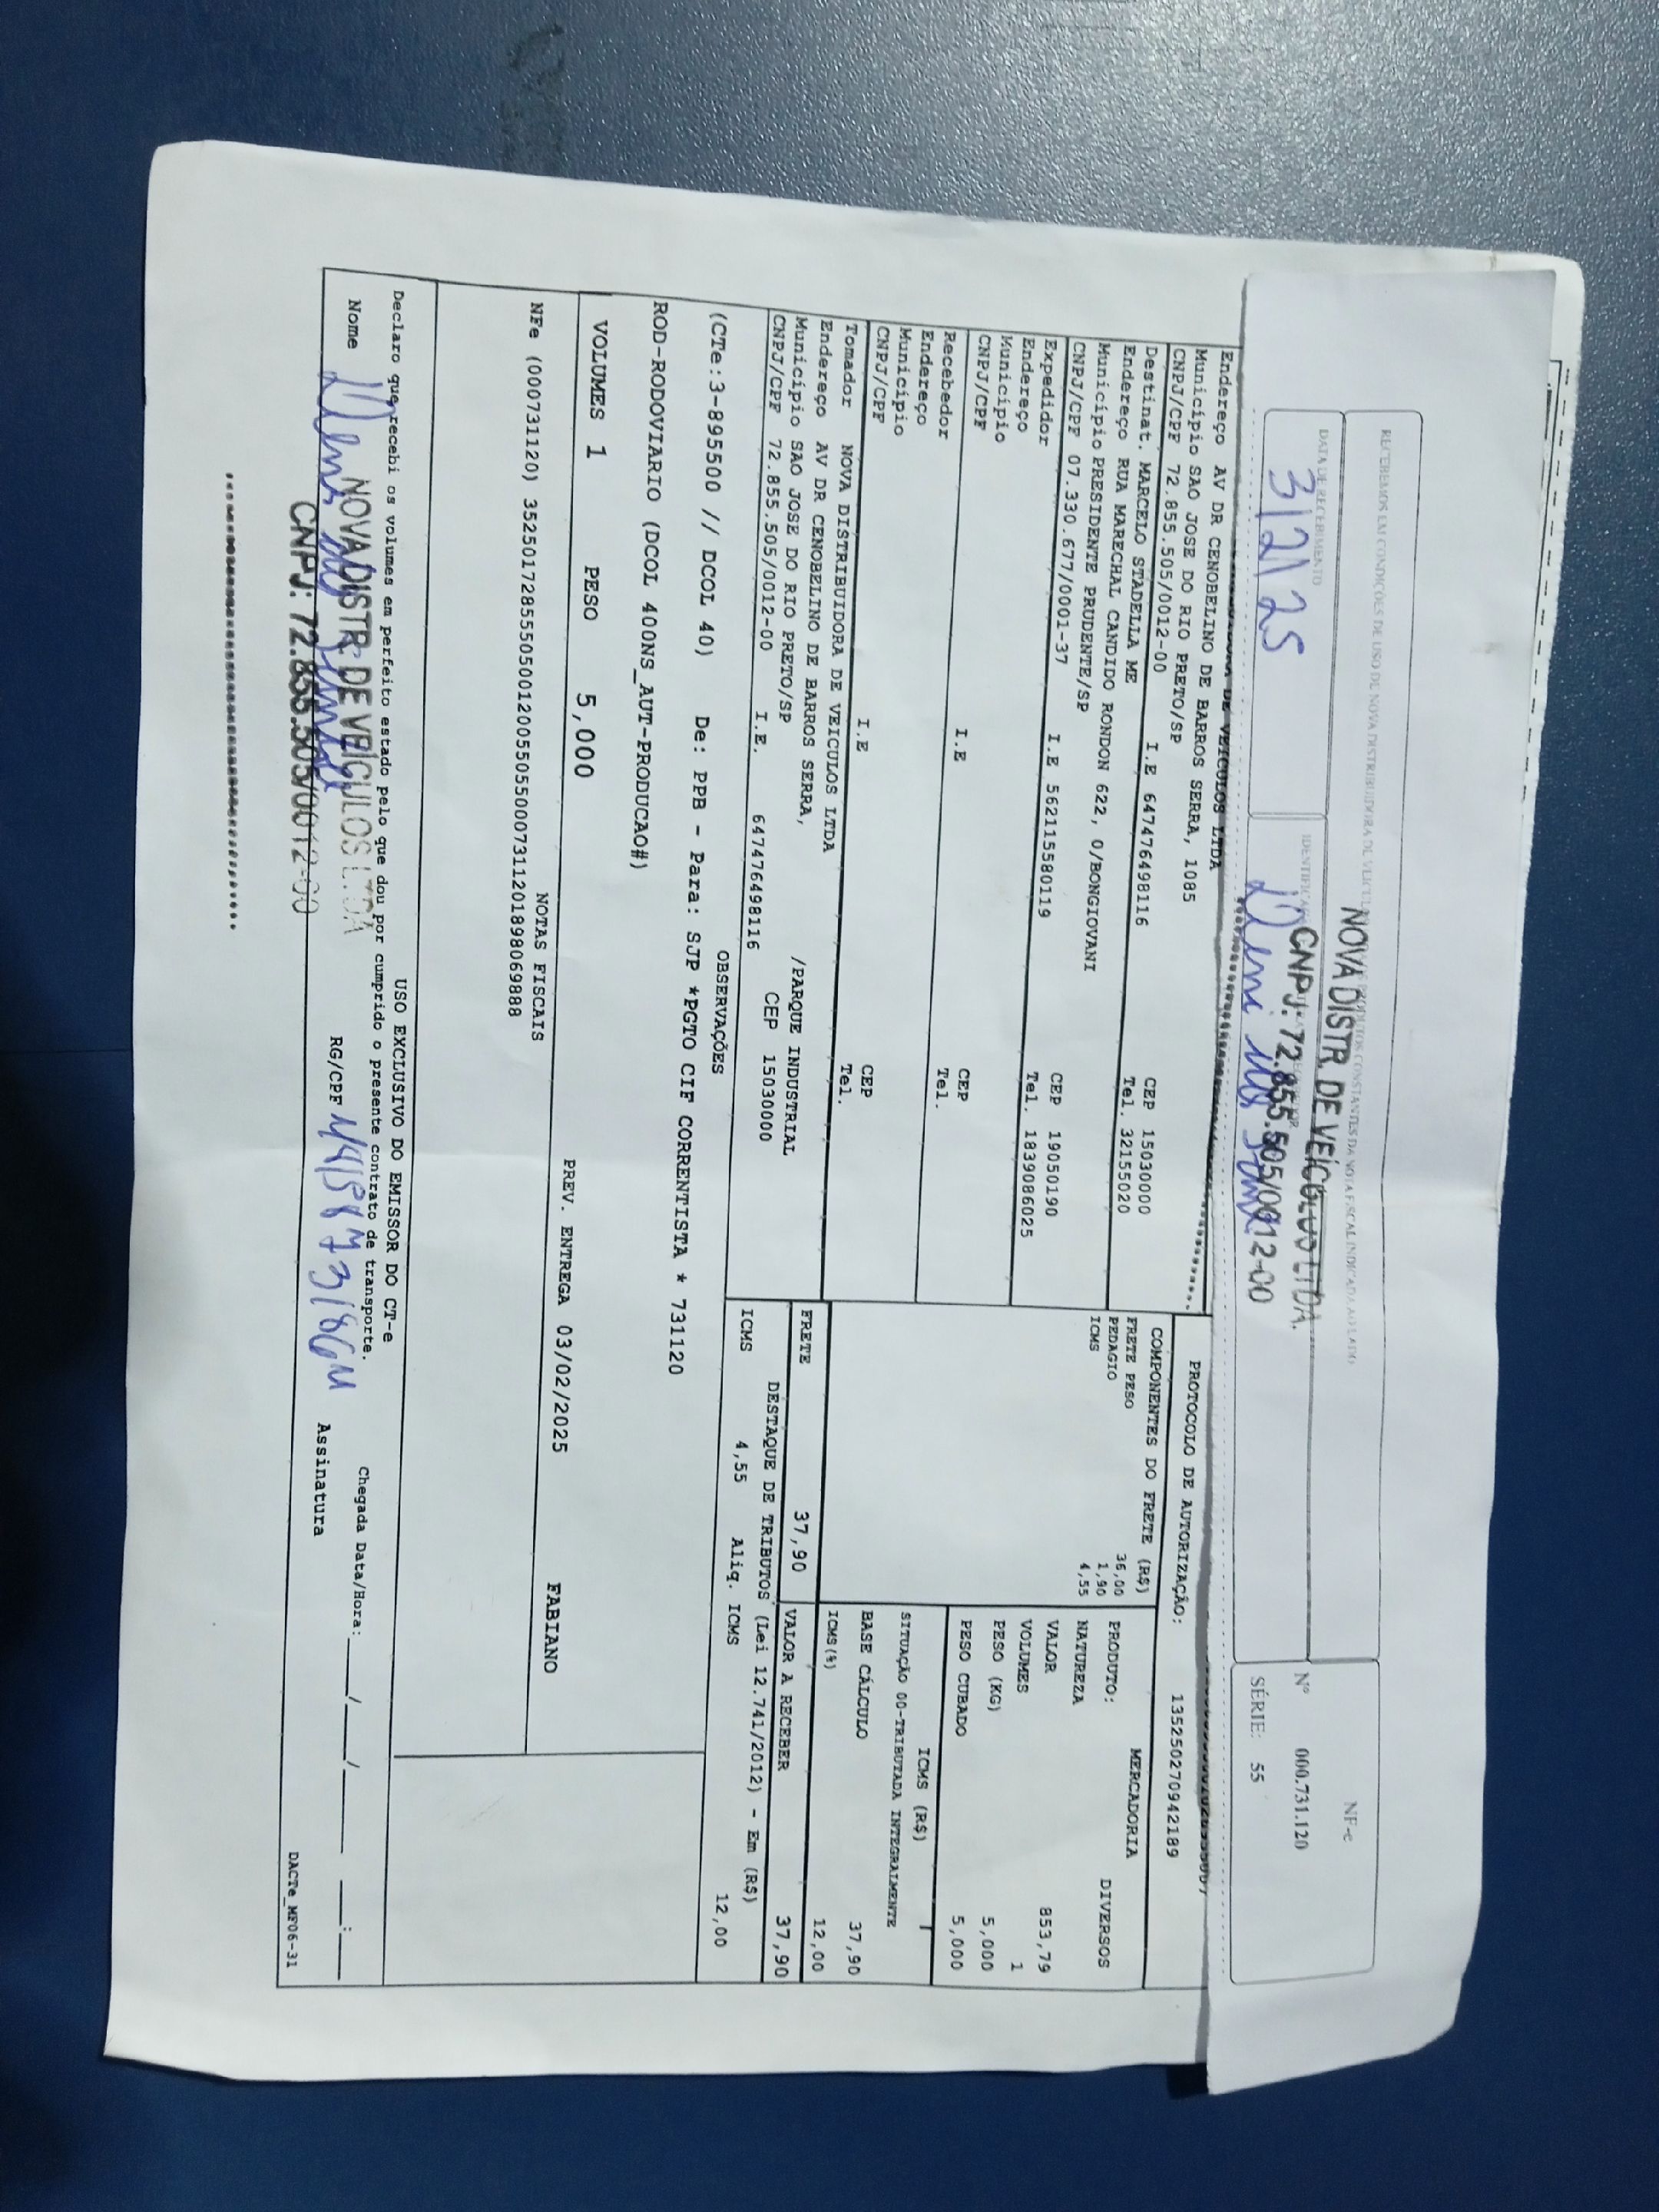 RECEBEMOS EM CONDIÇÕES DE USO DE NOVA DISTRIBUIDORA DE VEICUL PRODUTOS CONSTANTES DA NOTA FISCAL INDICADA AO LADO
NF-e
DATA DE RECEBIMENTO
NOVA DISTR. DE VEÍCULOS LTDA.
CNPJ: 72.855.505/0012-00
3/2/25
Nº 000.731.120
SÉRIE: 55
DE VEICULOS LTDA
Endereço AV DR CENOBELINO DE BARROS SERRA, 1085
Município SAO JOSE DO RIO PRETO/SP
CNPJ/CPF 72.855.505/0012-00 I.E 647476498116 CEP 15030000 Tel. 32155020
PROTOCOLO DE AUTORIZAÇÃO: 135250270942189
Destinat. MARCELO STADELLA ME
Endereço RUA MARECHAL CANDIDO RONDON 622, 0/BONGIOVANI
Município PRESIDENTE PRUDENTE/SP CEP 19050190
CNPJ/CPF 07.330.677/0001-37 I.E 562115580119 Tel. 1839086025
Expedidor
Endereço
Município CEP
CNPJ/CPF I.E Tel.
Recebedor
Endereço
Município CEP
CNPJ/CPF I.E Tel.
Tomador NOVA DISTRIBUIDORA DE VEICULOS LTDA
Endereço AV DR CENOBELINO DE BARROS SERRA, /PARQUE INDUSTRIAL
Município SAO JOSE DO RIO PRETO/SP CEP 15030000
CNPJ/CPF 72.855.505/0012-00 I.E. 647476498116
COMPONENTES DO FRETE (R$)
FRETE PESO 36,00
PEDAGIO 1,90
ICMS 4,55
MERCADORIA
PRODUTO: DIVERSOS
NATUREZA
VALOR 853,79
VOLUMES 1
PESO (KG) 5,000
PESO CUBADO 5,000
ICMS (R$)
SITUAÇÃO 00-TRIBUTADA INTEGRALMENTE
BASE CÁLCULO 37,90
ICMS(%) 12,00
FRETE 37,90
VALOR A RECEBER 37,90
DESTAQUE DE TRIBUTOS (Lei 12.741/2012) - Em (R$)
ICMS 4,55 Aliq. ICMS 12,00
OBSERVAÇÕES
(CTe:3-895500 // DCOL 40) De: PPB - Para: SJP *PGTO CIF CORRENTISTA * 731120
ROD-RODOVIARIO (DCOL 400NS_AUT-PRODUCAO#)
VOLUMES 1 PESO 5,000 PREV. ENTREGA 03/02/2025 FABIANO
NOTAS FISCAIS
NFe (000731120) 35250172855505001200550550007311201898069888
USO EXCLUSIVO DO EMISSOR DO CT-e
Declaro que recebi os volumes em perfeito estado pelo que dou por cumprido o presente contrato de transporte.
Chegada Data/Hora: ___/___/___ ___:___
Nome RG/CPF Assinatura
NOVA DISTR. DE VEÍCULOS LTDA
CNPJ: 72.855.505/0012-00
DACTe_MF06-31